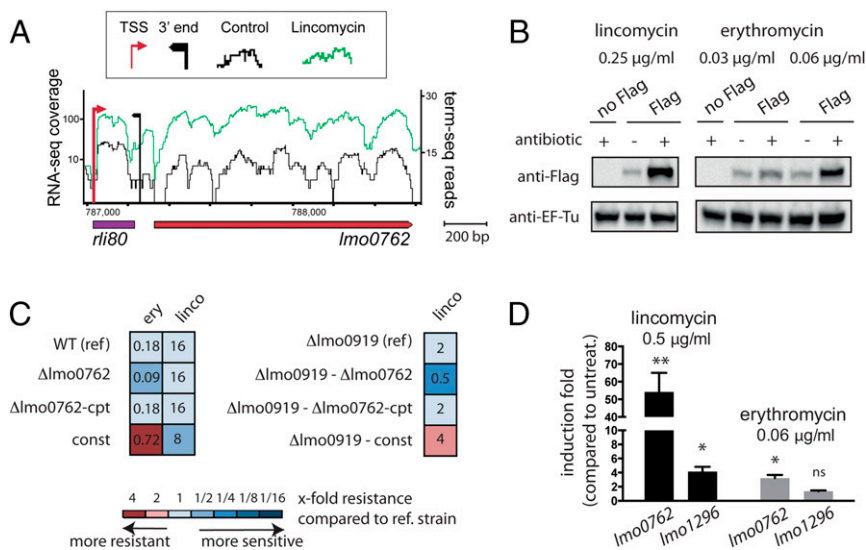 A
TSS 3' end Control Lincomycin
RNA-seq coverage
100
10
30
15
term-seq reads
787,000 788,000
rli80 lmo0762
200 bp
B
lincomycin erythromycin
0.25 µg/ml 0.03 µg/ml 0.06 µg/ml
no Flag Flag no Flag Flag Flag
antibiotic + - + + - + - +
anti-Flag
anti-EF-Tu
C
ery linco
WT (ref) 0.18 16
Δlmo0762 0.09 16
Δlmo0762-cpt 0.18 16
const 0.72 8
linco
Δlmo0919 (ref) 2
Δlmo0919 - Δlmo0762 0.5
Δlmo0919 - Δlmo0762-cpt 2
Δlmo0919 - const 4
4 2 1 1/2 1/4 1/8 1/16
x-fold resistance
compared to ref. strain
more resistant more sensitive
D
lincomycin
0.5 µg/ml
erythromycin
0.06 µg/ml
induction fold
(compared to untreat.)
80
70
60
50
40
30
20
10
8
6
4
2
0
** * * ns
lmo0762 lmo1296 lmo0762 lmo1296